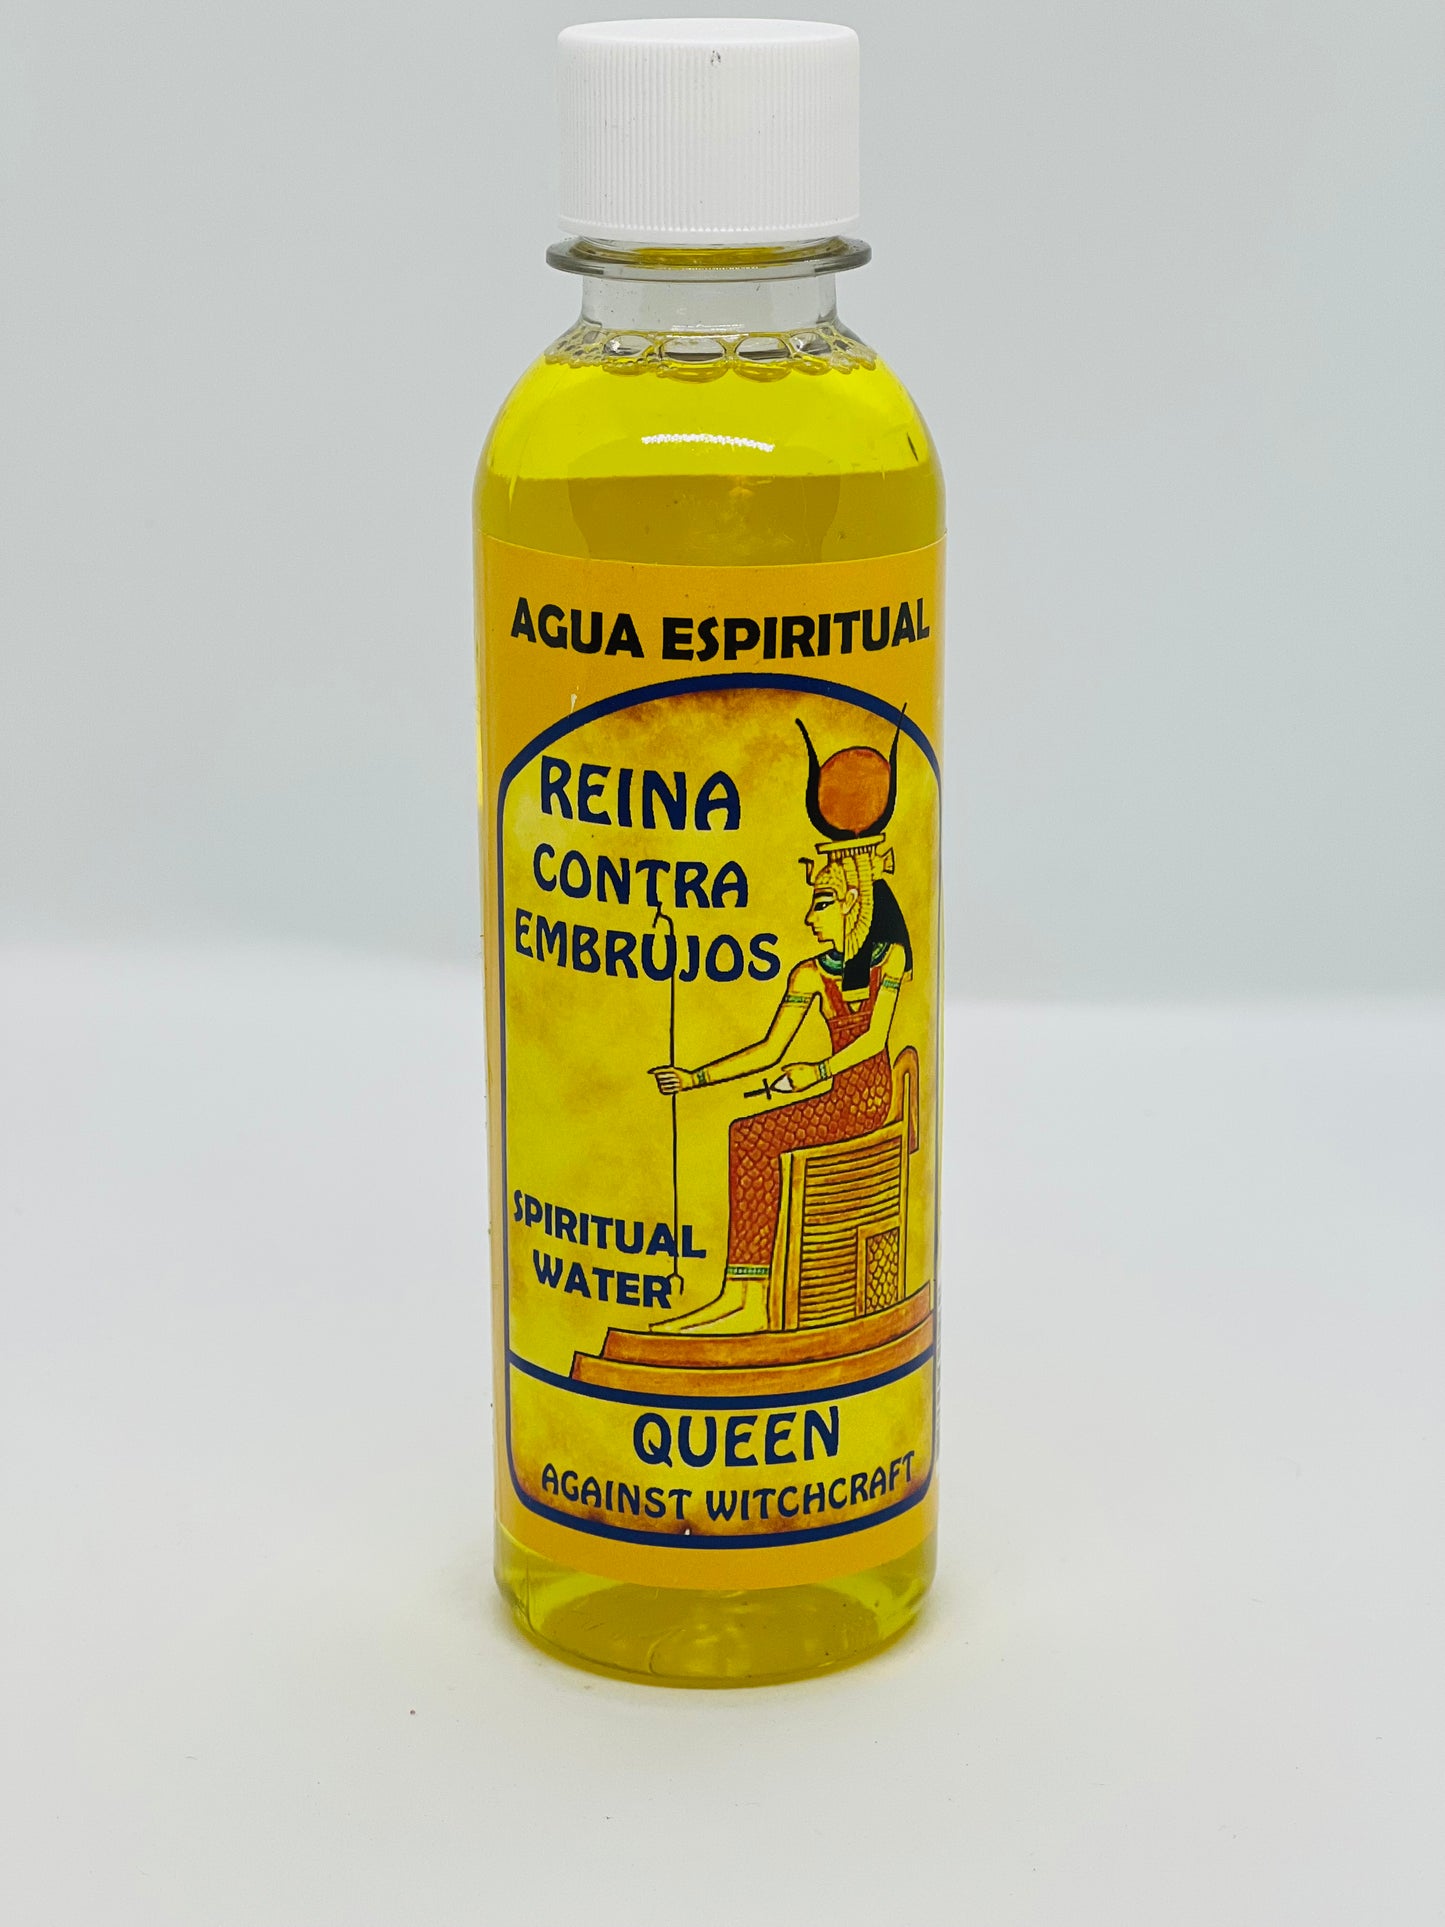 AGUA ESPIRITUAL
REINA
CONTRA
EMBRUJOS
SPIRITUAL
WATER
QUEEN
AGAINST WITCHCRAFT